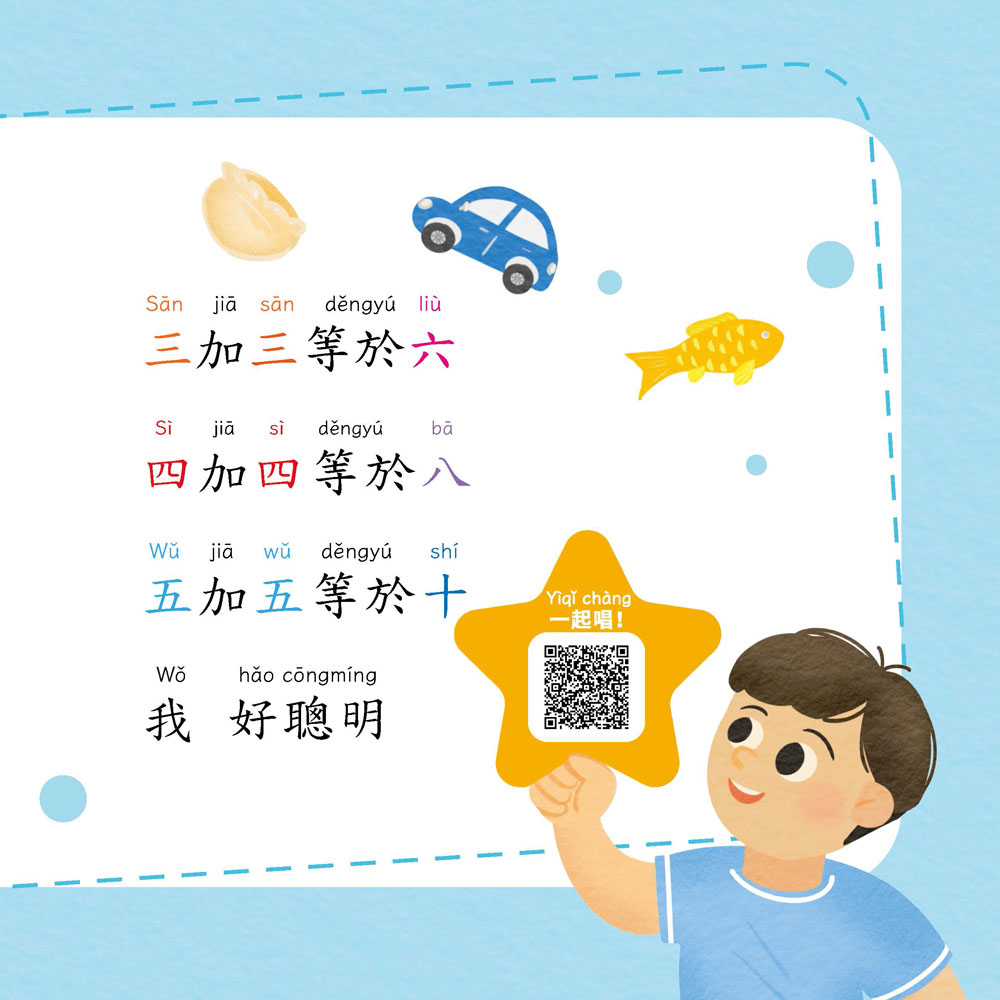 Sān jiā sān děngyú liù
三加三等於六
Sì jiā sì děngyú bā
四加四等於八
Wǔ jiā wǔ děngyú shí
五加五等於十
Wǒ hǎo cōngmíng
我 好聰明
Yīqǐ chàng
一起唱!